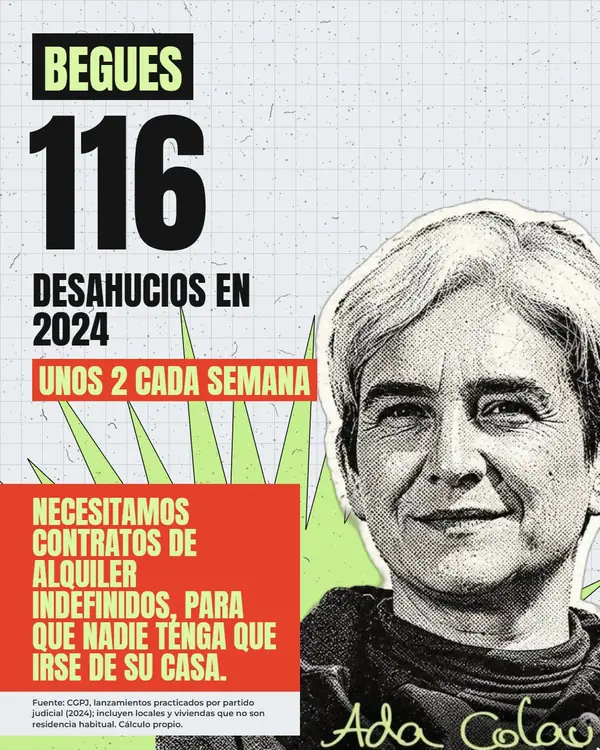 BEGUES
116
DESAHUCIOS EN
2024
UNOS 2 CADA SEMANA
NECESITAMOS
CONTRATOS DE
ALQUILER
INDEFINIDOS, PARA
QUE NADIE TENGA QUE
IRSE DE SU CASA.
Fuente: CGPJ, lanzamientos practicados por partido
judicial (2024); incluyen locales y viviendas que no son
residencia habitual. Cálculo propio.
Ada Colau